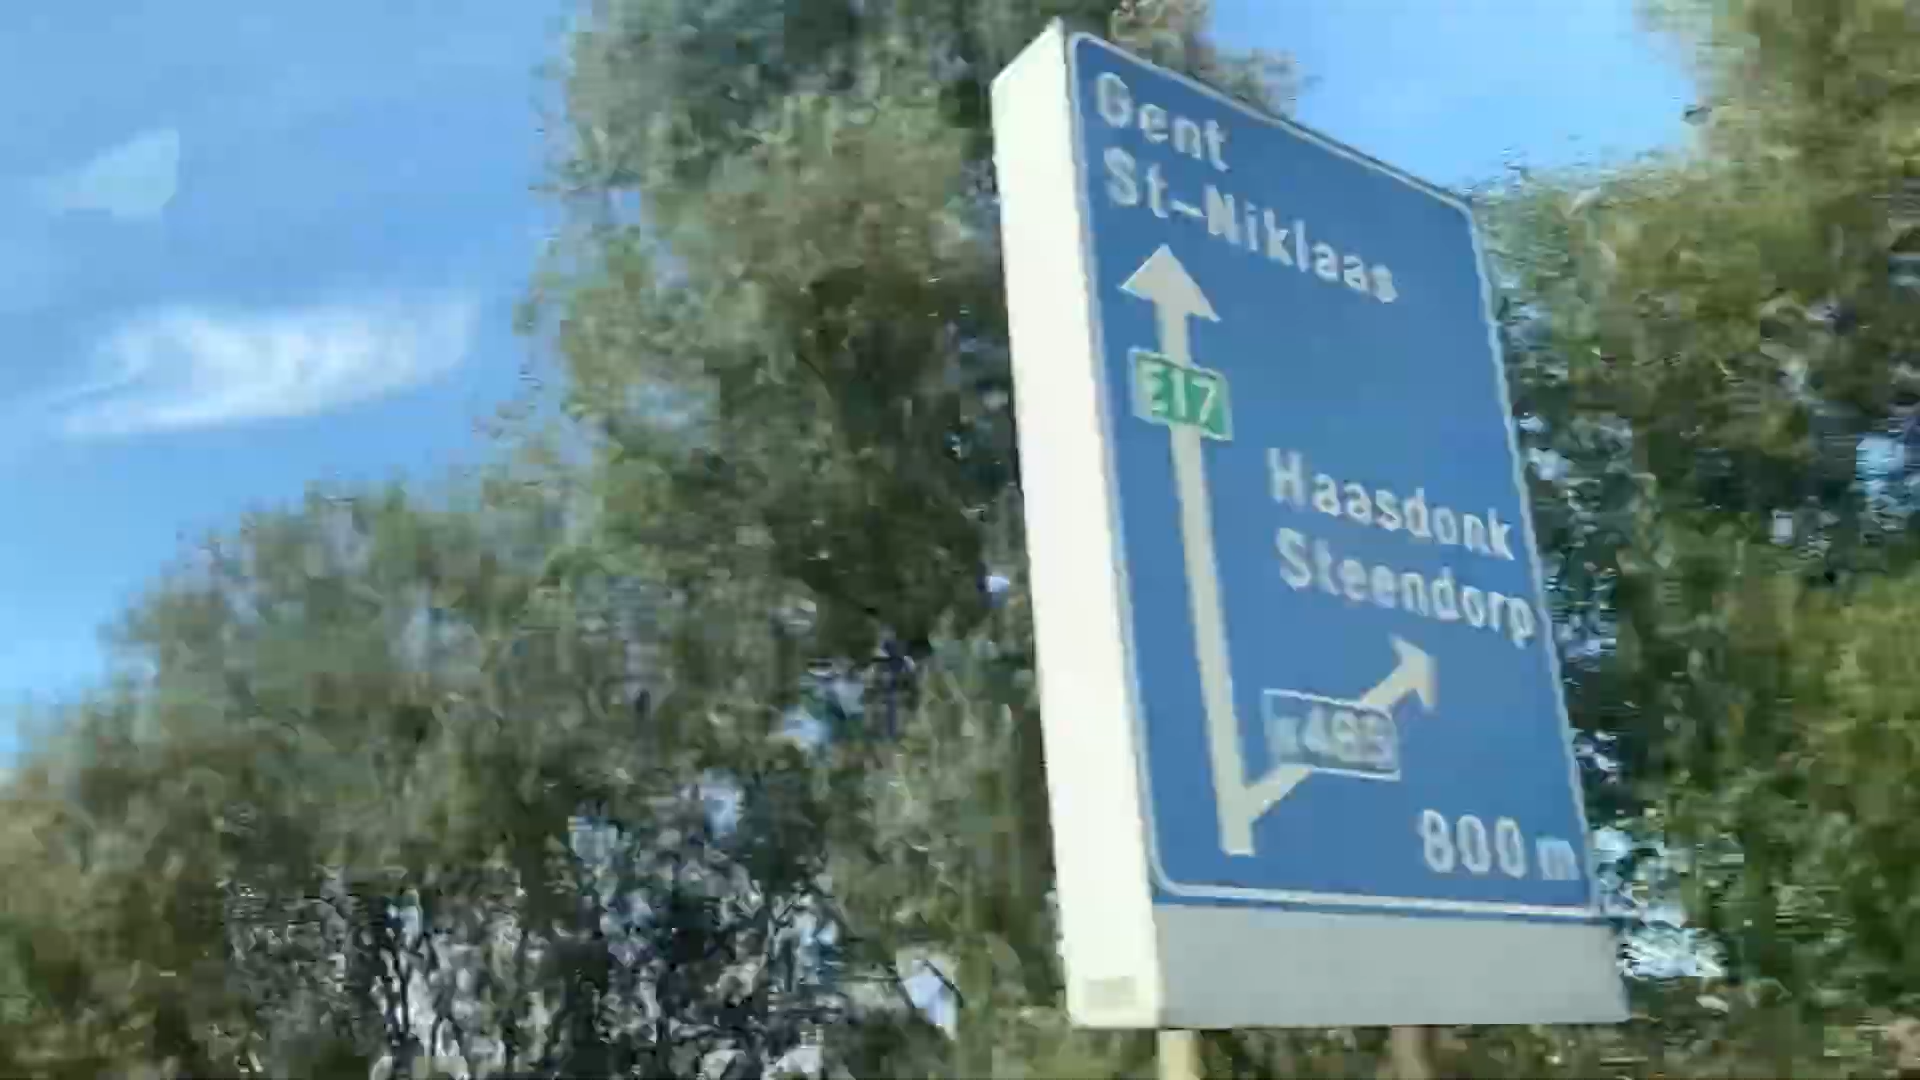 Gent
St-Niklaas
E17
Haasdonk
Steendorp
800 m